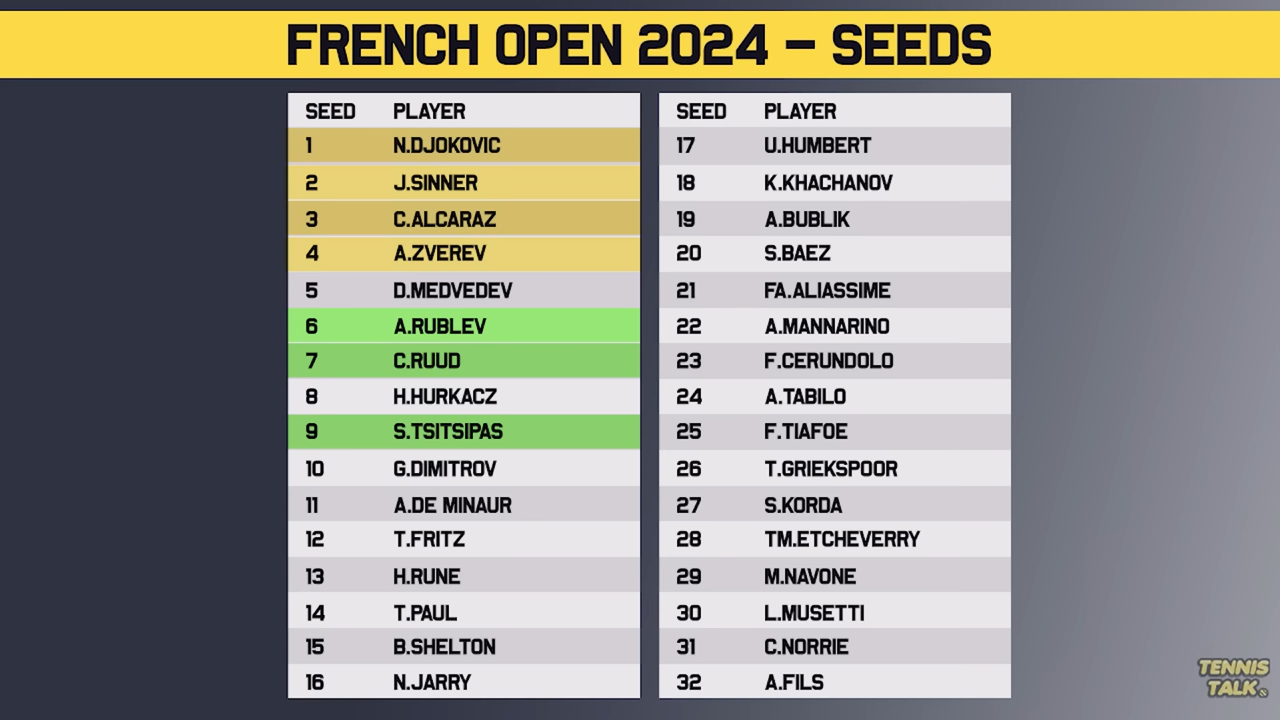 FRENCH OPEN 2024 – SEEDS
SEED PLAYER
1 N.DJOKOVIC
2 J.SINNER
3 C.ALCARAZ
4 A.ZVEREV
5 D.MEDVEDEV
6 A.RUBLEV
7 C.RUUD
8 H.HURKACZ
9 S.TSITSIPAS
10 G.DIMITROV
11 A.DE MINAUR
12 T.FRITZ
13 H.RUNE
14 T.PAUL
15 B.SHELTON
16 N.JARRY
SEED PLAYER
17 U.HUMBERT
18 K.KHACHANOV
19 A.BUBLIK
20 S.BAEZ
21 FA.ALIASSIME
22 A.MANNARINO
23 F.CERUNDOLO
24 A.TABILO
25 F.TIAFOE
26 T.GRIEKSPOOR
27 S.KORDA
28 TM.ETCHEVERRY
29 M.NAVONE
30 L.MUSETTI
31 C.NORRIE
32 A.FILS
TENNIS
TALK